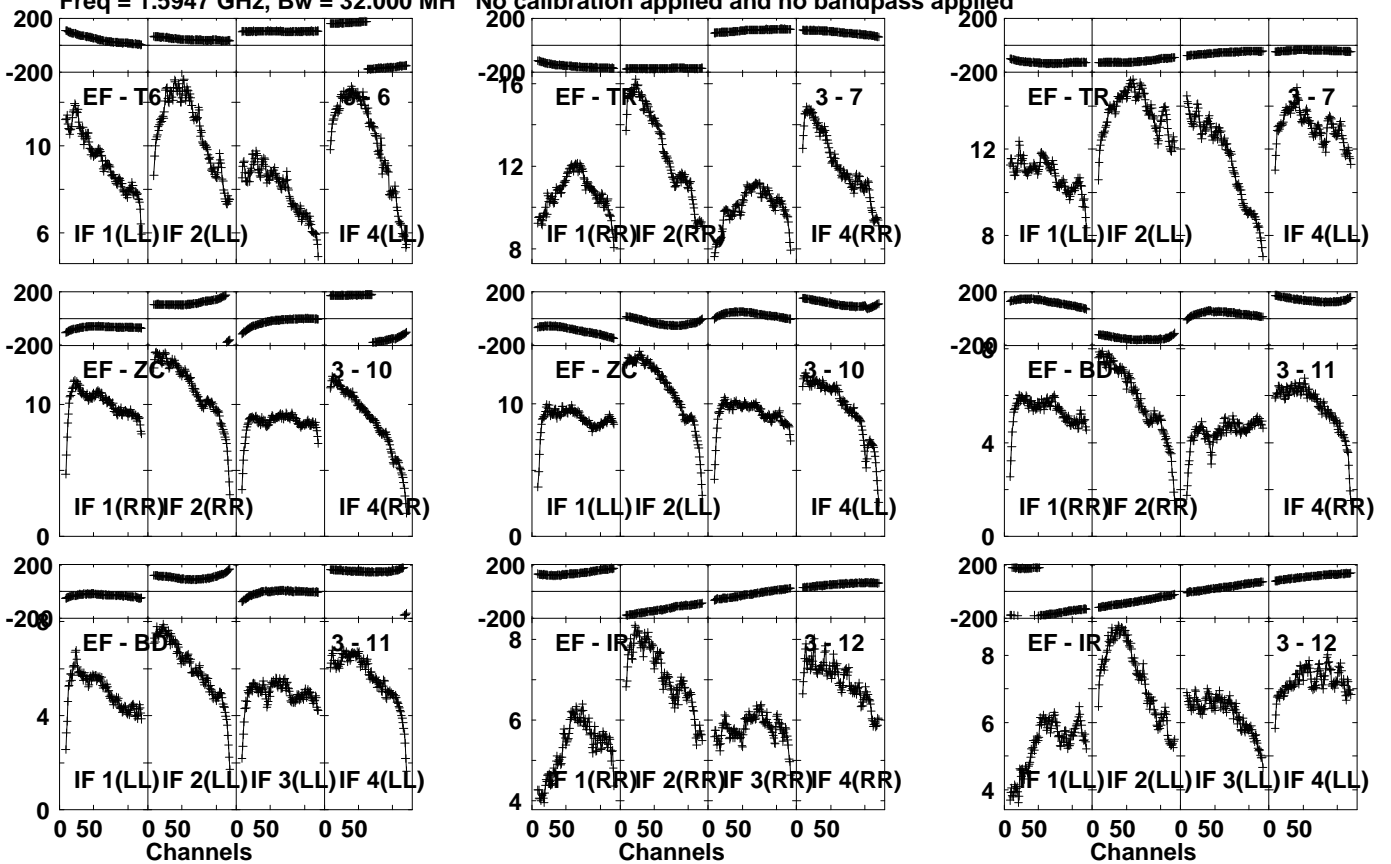 Freq = 1.5947 GHz, Bw = 32.000 MH No calibration applied and no bandpass applied
200 200 200
-200 -200 -200
EF - T6 3 - 6 EF - TR 3 - 7 EF - TR 3 - 7
16
10 12 12
6 8 8
IF 1(LL) IF 2(LL) IF 4(LL) IF 1(RR) IF 2(RR) IF 4(RR) IF 1(LL) IF 2(LL) IF 4(LL)
200 200 200
-200 -200 -200
8
EF - ZC 3 - 10 EF - ZC 3 - 10 EF - BD 3 - 11
10 10 4
IF 1(RR) IF 2(RR) IF 4(RR) IF 1(LL) IF 2(LL) IF 4(LL) IF 1(RR) IF 2(RR) IF 4(RR)
0 0 0
200 200 200
-200 -200 -200
8 8 8
EF - BD 3 - 11 EF - IR 3 - 12 EF - IR 3 - 12
4 6 6
IF 1(LL) IF 2(LL) IF 3(LL) IF 4(LL) IF 1(RR) IF 2(RR) IF 3(RR) IF 4(RR) IF 1(LL) IF 2(LL) IF 3(LL) IF 4(LL)
0 4 4
0 50 0 50 0 50 0 50 0 50 0 50 0 50 0 50 0 50 0 50 0 50 0 50
Channels Channels Channels